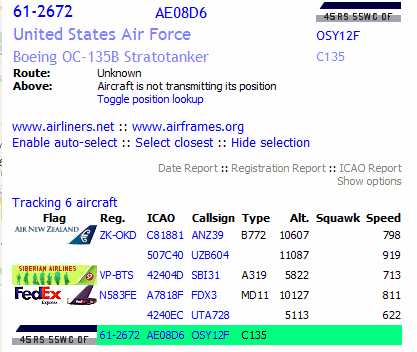 61-2672 AE08D6 45 RS 55WG OF
United States Air Force OSY12F
Boeing OC-135B Stratotanker C135
Route: Unknown
Above: Aircraft is not transmitting its position
Toggle position lookup
www.airliners.net :: www.airframes.org
Enable auto-select :: Select closest :: Hide selection
Date Report :: Registration Report :: ICAO Report
Show options
Tracking 6 aircraft
Flag Reg. ICAO Callsign Type Alt. Squawk Speed
AIR NEW ZEALAND ZK-OKD C81881 ANZ39 B772 10607 798
507C40 UZB604 11087 919
SIBERIAN AIRLINES VP-BTS 42404D SBI31 A319 5822 713
FedEx Express N583FE A7818F FDX3 MD11 10127 811
4240EC UTA728 5113 622
45 RS 55WG OF 61-2672 AE08D6 OSY12F C135